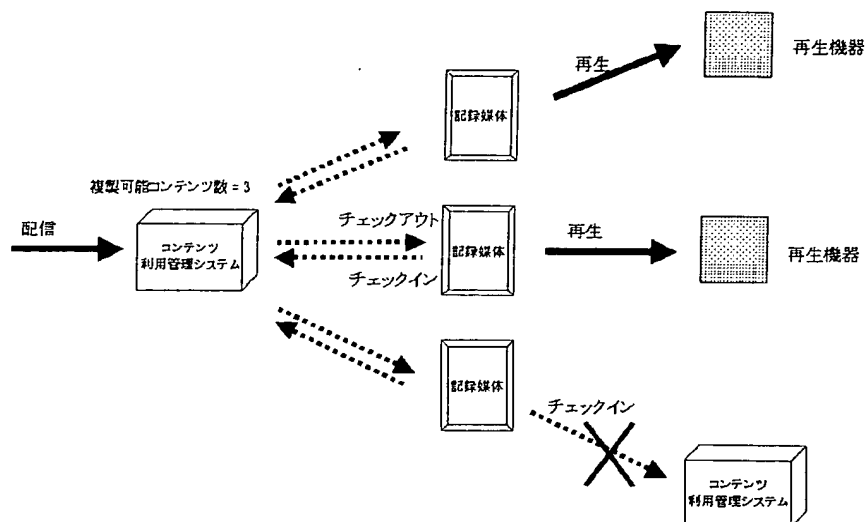 再生
再生機器
記録媒体
複製可能コンテンツ数 = 3
配信
チェックアウト
コンテンツ
利用管理システム
記録媒体
再生
再生機器
チェックイン
記録媒体
チェックイン
コンテンツ
利用管理システム